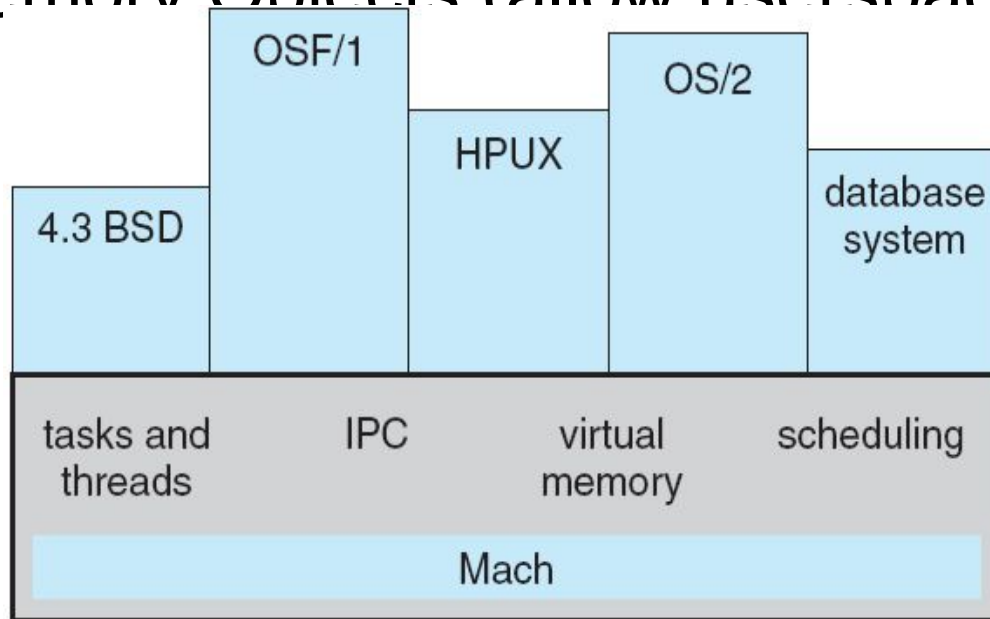 OSF/1
OS/2
HPUX
4.3 BSD
database
system
tasks and
threads
IPC
virtual
memory
scheduling
Mach